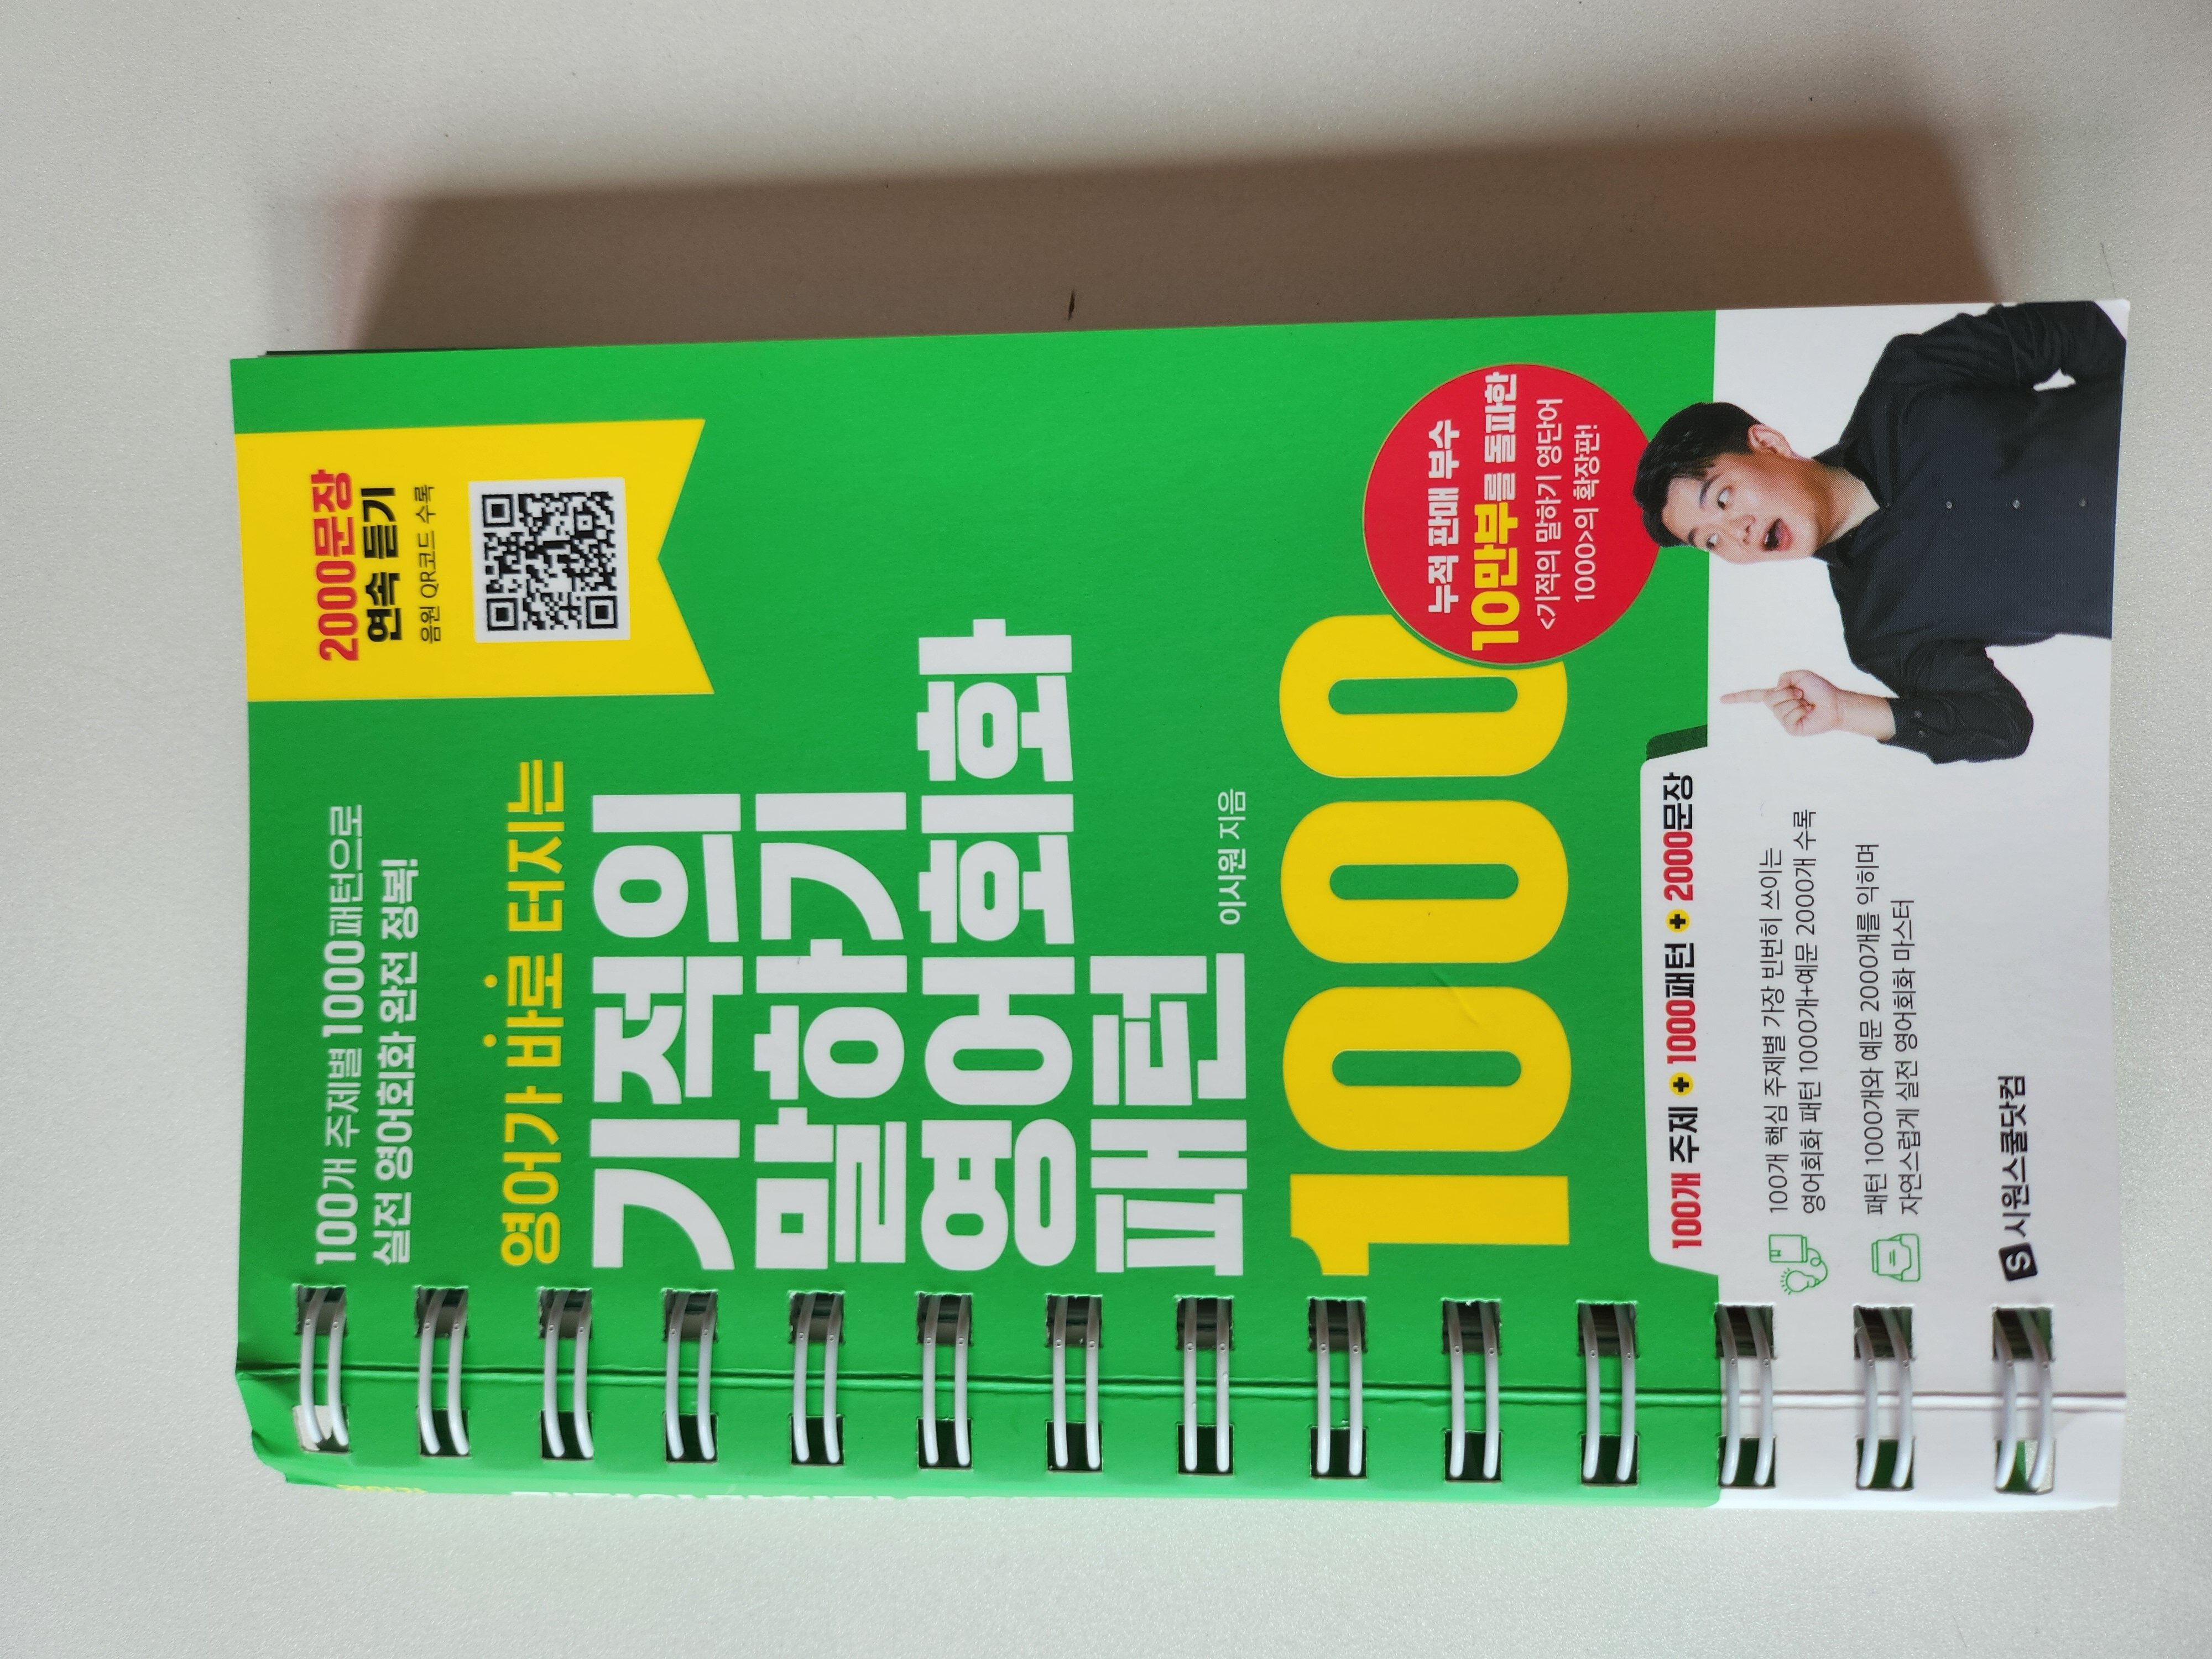 100개 주제별 1000패턴으로
실전 영어회화 완전 정복!
2000문장
연속 듣기
음원 QR코드 수록
영어가 바로 터지는
기적의
말하기
영어회화
패턴
이시원 지음
1000
누적 판매 부수
10만부를 돌파한
<기적의 말하기 영단어
1000>의 확장판!
100개 주제 + 1000패턴 + 2000문장
100개 핵심 주제별 가장 빈번히 쓰이는
영어회화 패턴 1000개+예문 2000개 수록
패턴 1000개와 예문 2000개를 익히며
자연스럽게 실전 영어회화 마스터
S 시원스쿨닷컴